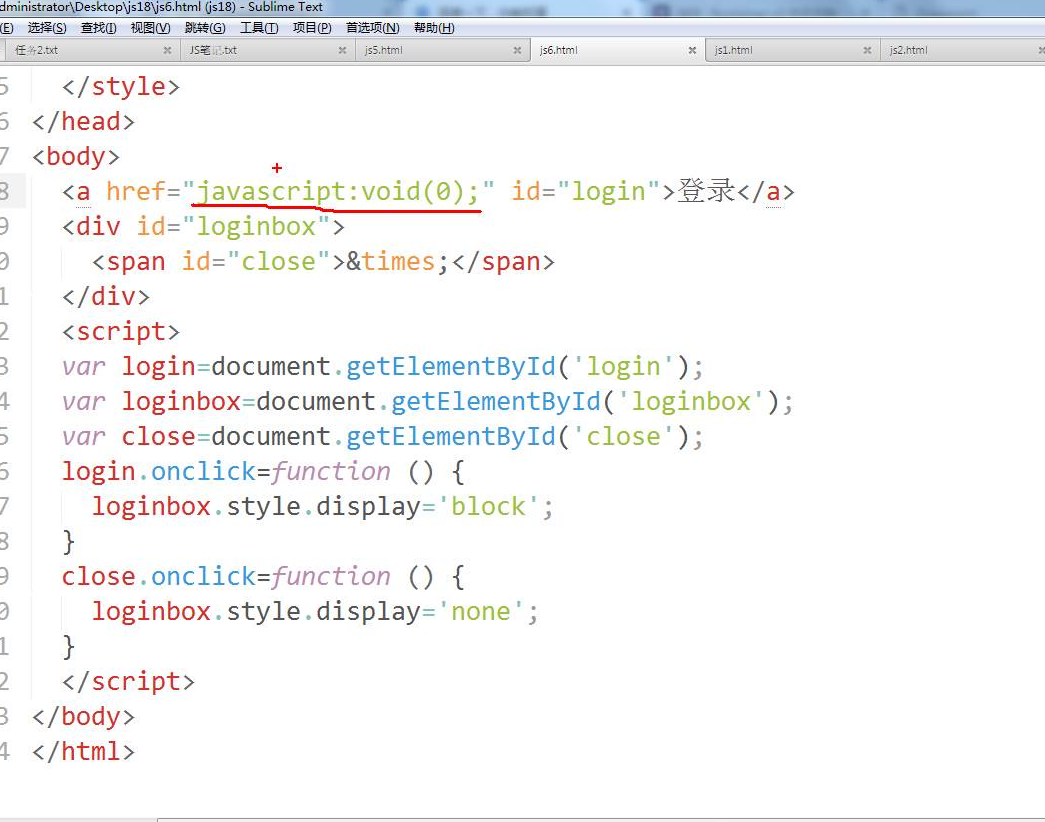 dministrator\Desktop\js18\js6.html (js18) - Sublime Text
(E) 选择(S) 查找(I) 视图(V) 跳转(G) 工具(T) 项目(P) 首选项(N) 帮助(H)
任务2.txt JS笔记.txt js5.html js6.html js1.html js2.html
5 </style>
6 </head>
7 <body>
8 <a href="javascript:void(0);" id="login">登录</a>
9 <div id="loginbox">
0 <span id="close">&times;</span>
1 </div>
2 <script>
3 var login=document.getElementById('login');
4 var loginbox=document.getElementById('loginbox');
5 var close=document.getElementById('close');
6 login.onclick=function () {
7 loginbox.style.display='block';
8 }
9 close.onclick=function () {
0 loginbox.style.display='none';
1 }
2 </script>
3 </body>
4 </html>